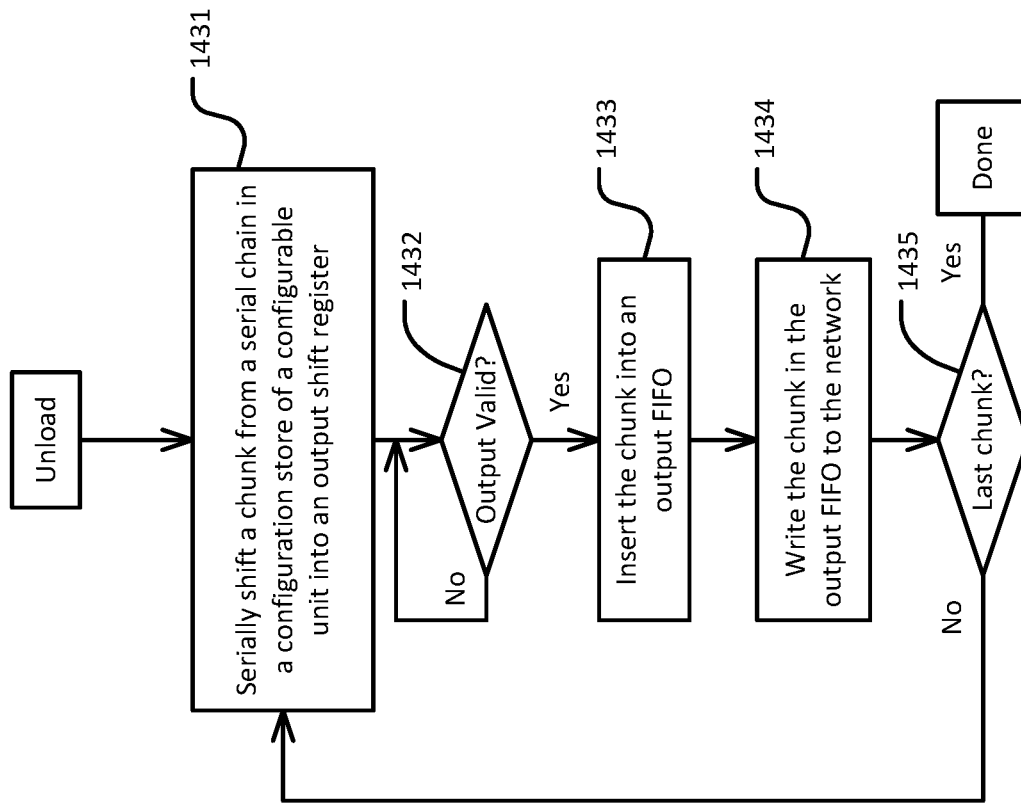 Unload
Serially shift a chunk from a serial chain in
a configuration store of a configurable
unit into an output shift register
1431
Output Valid?
1432
No
Yes
Insert the chunk into an
output FIFO
1433
Write the chunk in the
output FIFO to the network
1434
Last chunk?
1435
No
Yes
Done